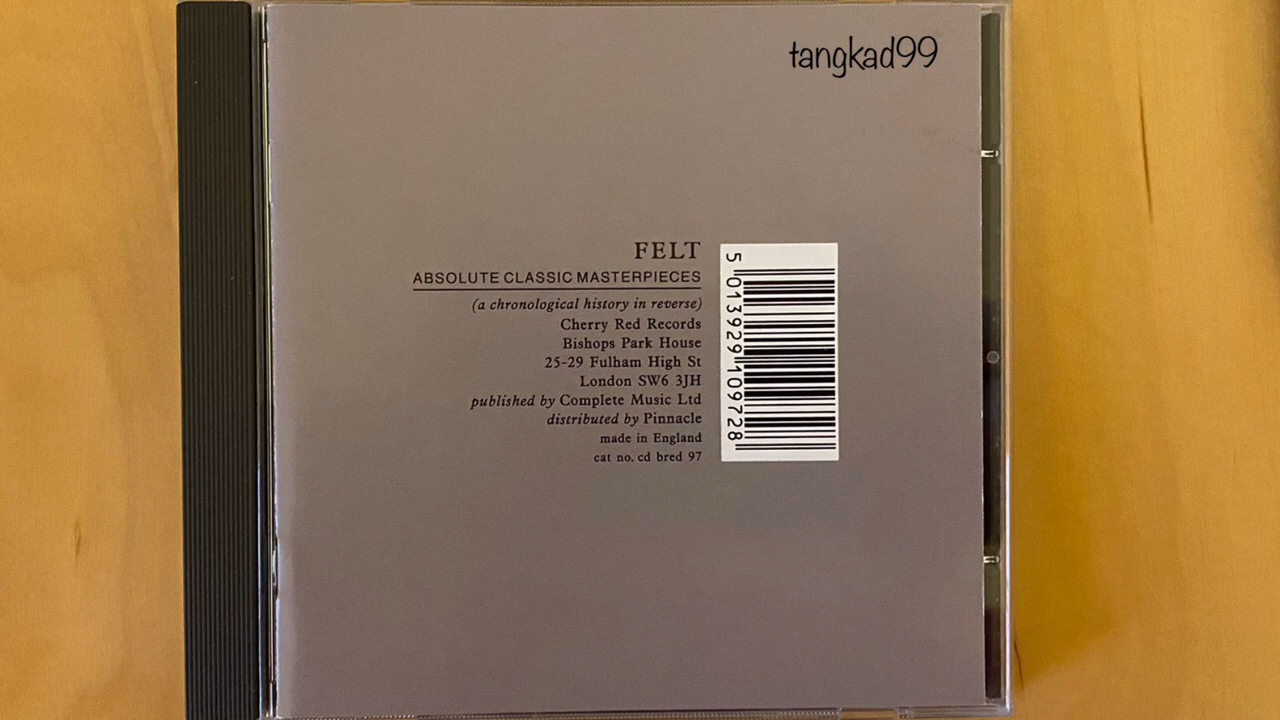 tangkad99
FELT
ABSOLUTE CLASSIC MASTERPIECES
(a chronological history in reverse)
Cherry Red Records
Bishops Park House
25-29 Fulham High St
London SW6 3JH
published by Complete Music Ltd
distributed by Pinnacle
made in England
cat no. cd bred 97
5 013929 109728